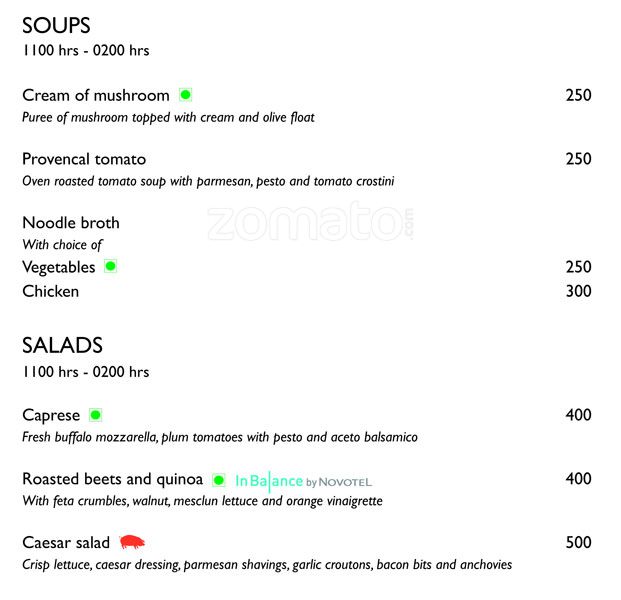 SOUPS
1100 hrs - 0200 hrs
Cream of mushroom 250
Puree of mushroom topped with cream and olive float
Provencal tomato 250
Oven roasted tomato soup with parmesan, pesto and tomato crostini
zomato.com
Noodle broth
With choice of
Vegetables 250
Chicken 300
SALADS
1100 hrs - 0200 hrs
Caprese 400
Fresh buffalo mozzarella, plum tomatoes with pesto and aceto balsamico
Roasted beets and quinoa InBalance by NOVOTEL 400
With feta crumbles, walnut, mesclun lettuce and orange vinaigrette
Caesar salad 500
Crisp lettuce, caesar dressing, parmesan shavings, garlic croutons, bacon bits and anchovies